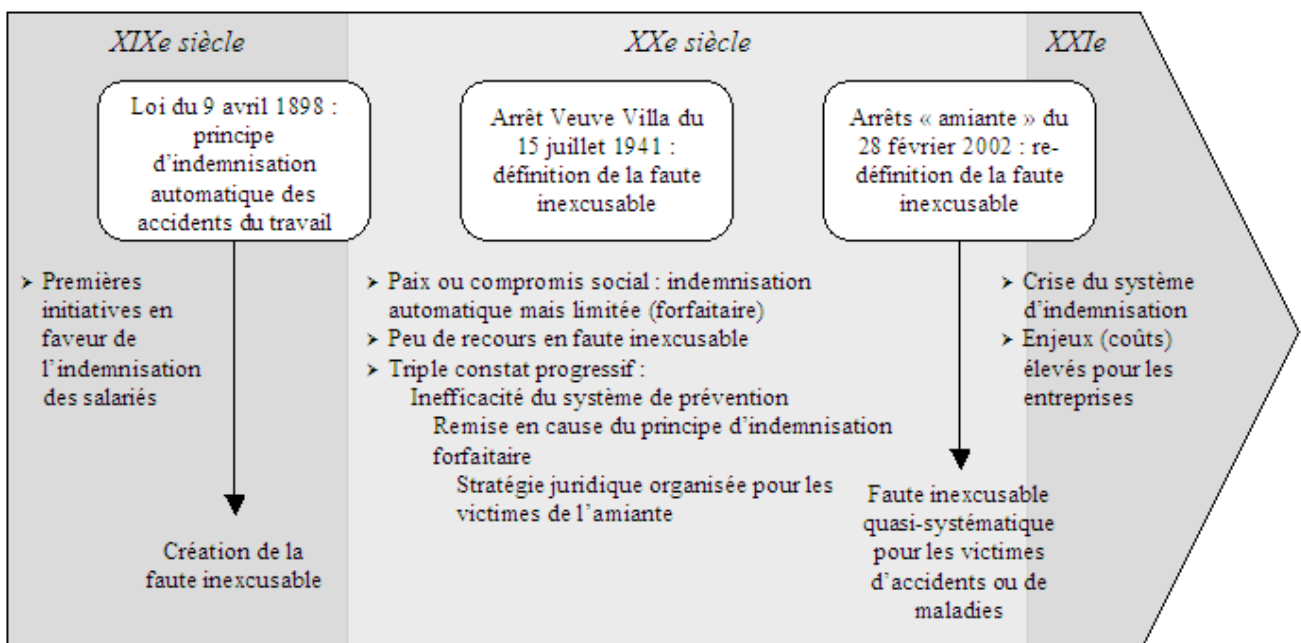 XIXe siècle
XXe siècle
XXIe
Loi du 9 avril 1898 :
principe
d'indemnisation
automatique des
accidents du travail
Arrêt Veuve Villa du
15 juillet 1941 :
définition de la faute
inexcusable
Arrêts « amiante » du
28 février 2002 : re-
définition de la faute
inexcusable
➢ Premières
initiatives en
faveur de
l'indemnisation
des salariés
➢ Paix ou compromis social : indemnisation
automatique mais limitée (forfaitaire)
➢ Peu de recours en faute inexcusable
➢ Triple constat progressif :
Inefficacité du système de prévention
Remise en cause du principe d'indemnisation
forfaitaire
Stratégie juridique organisée pour les
victimes de l'amiante
➢ Crise du système
d'indemnisation
➢ Enjeux (coûts)
élevés pour les
entreprises
Création de la
faute inexcusable
Faute inexcusable
quasi-systématique
pour les victimes
d'accidents ou de
maladies